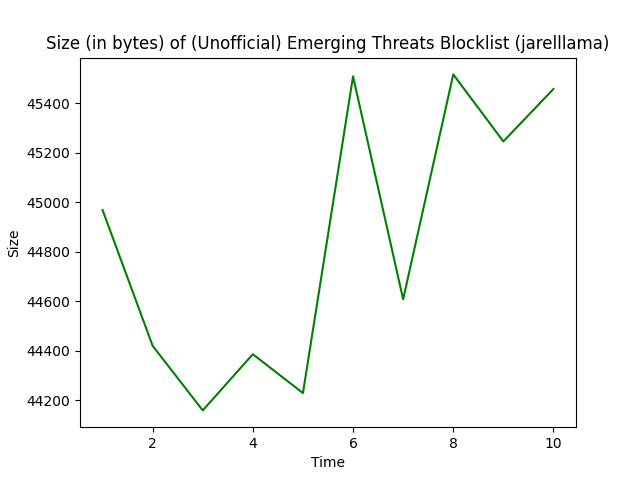 Size (in bytes) of (Unofficial) Emerging Threats Blocklist (jarelllama)
45400
45200
45000
44800
44600
44400
44200
Size
2 4 6 8 10
Time